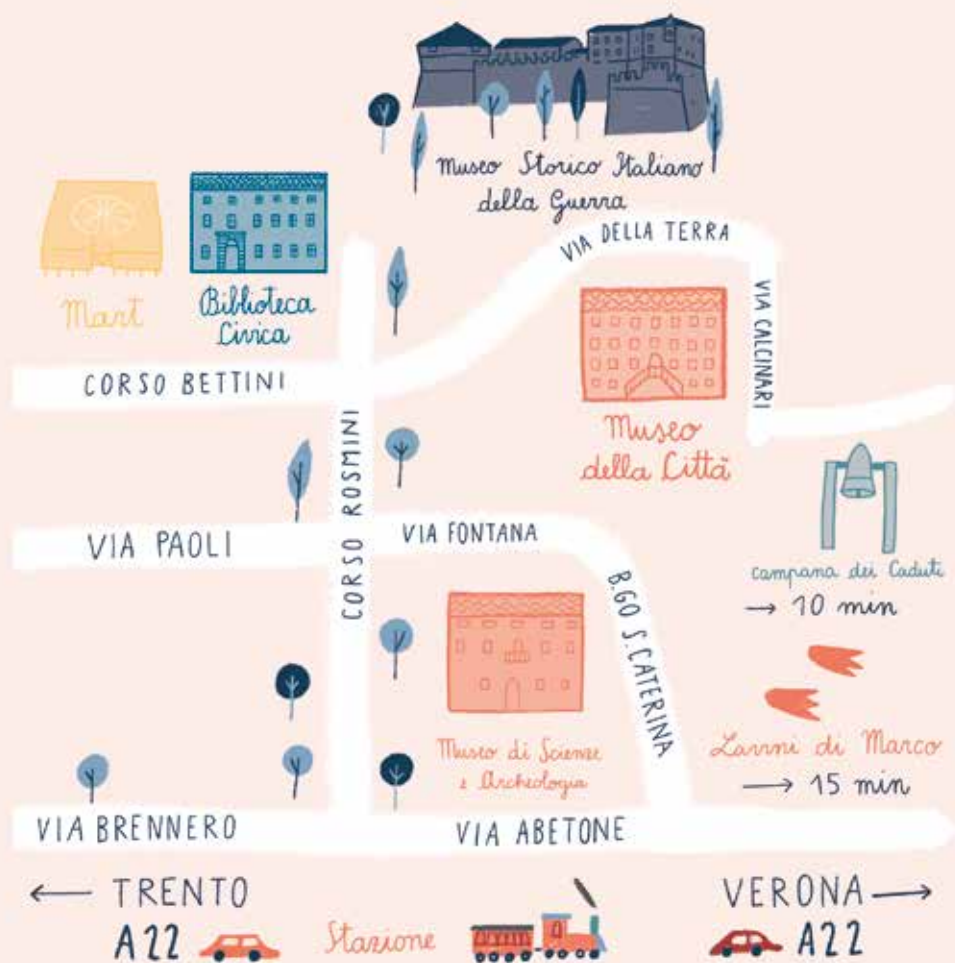 Museo Storico Italiano
della Guerra
VIA DELLA TERRA
Mart
Biblioteca
Civica
VIA CALCINARI
CORSO BETTINI
Museo
della Città
CORSO ROSMINI
VIA PAOLI
VIA FONTANA
campana dei Caduti
→ 10 min
B.GO S.CATERINA
Museo di Scienze
e Archeologia
Lavini di Marco
→ 15 min
VIA BRENNERO
VIA ABETONE
← TRENTO
A22
Stazione
VERONA →
A22